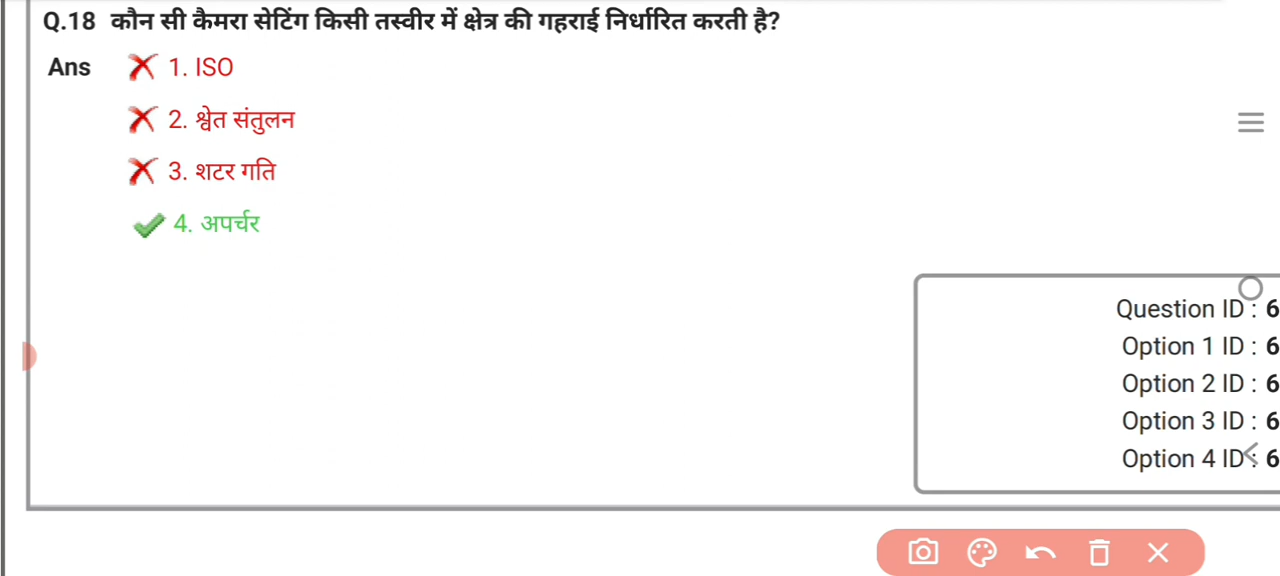 Q.18 कौन सी कैमरा सेटिंग किसी तस्वीर में क्षेत्र की गहराई निर्धारित करती है?
Ans 1. ISO
2. श्वेत संतुलन
3. शटर गति
4. अपर्चर
Question ID : 6
Option 1 ID : 6
Option 2 ID : 6
Option 3 ID : 6
Option 4 ID : 6